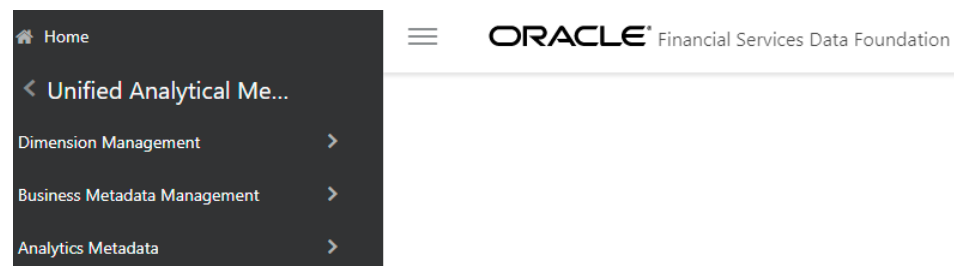 Home
ORACLE® Financial Services Data Foundation
Unified Analytical Me...
Dimension Management
Business Metadata Management
Analytics Metadata